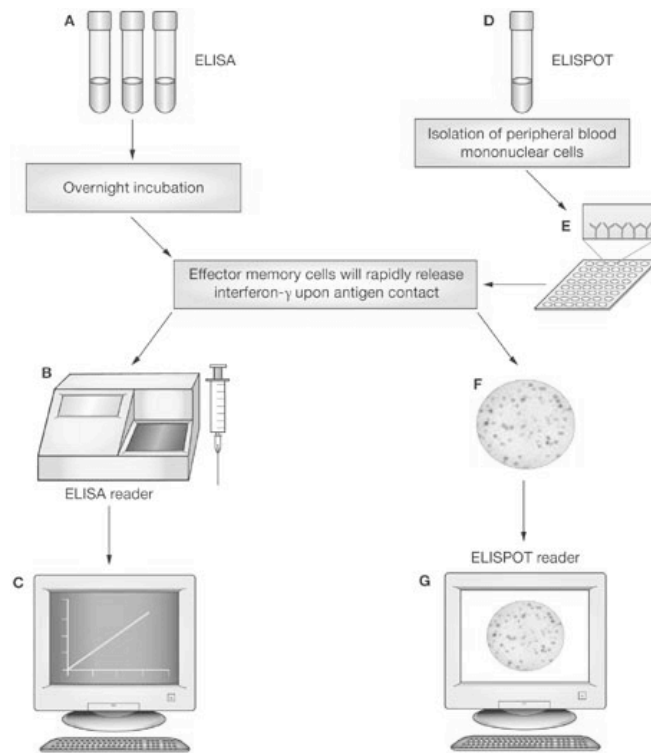 A
ELISA
D
ELISPOT
Isolation of peripheral blood
mononuclear cells
Overnight incubation
E
Effector memory cells will rapidly release
interferon-γ upon antigen contact
B
F
ELISA reader
ELISPOT reader
C
G